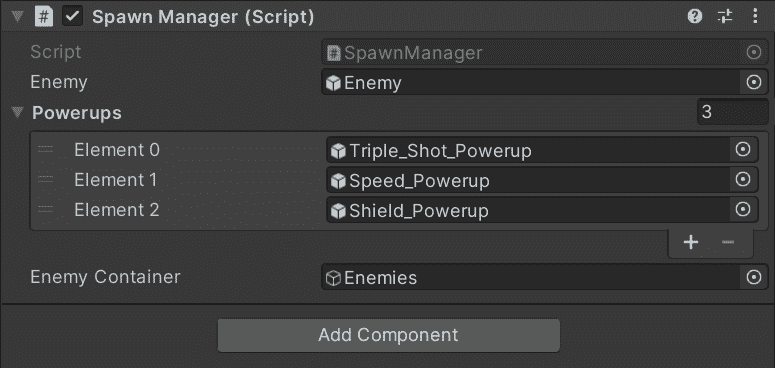 Spawn Manager (Script)
Script SpawnManager
Enemy Enemy
Powerups 3
Element 0 Triple_Shot_Powerup
Element 1 Speed_Powerup
Element 2 Shield_Powerup
Enemy Container Enemies
Add Component